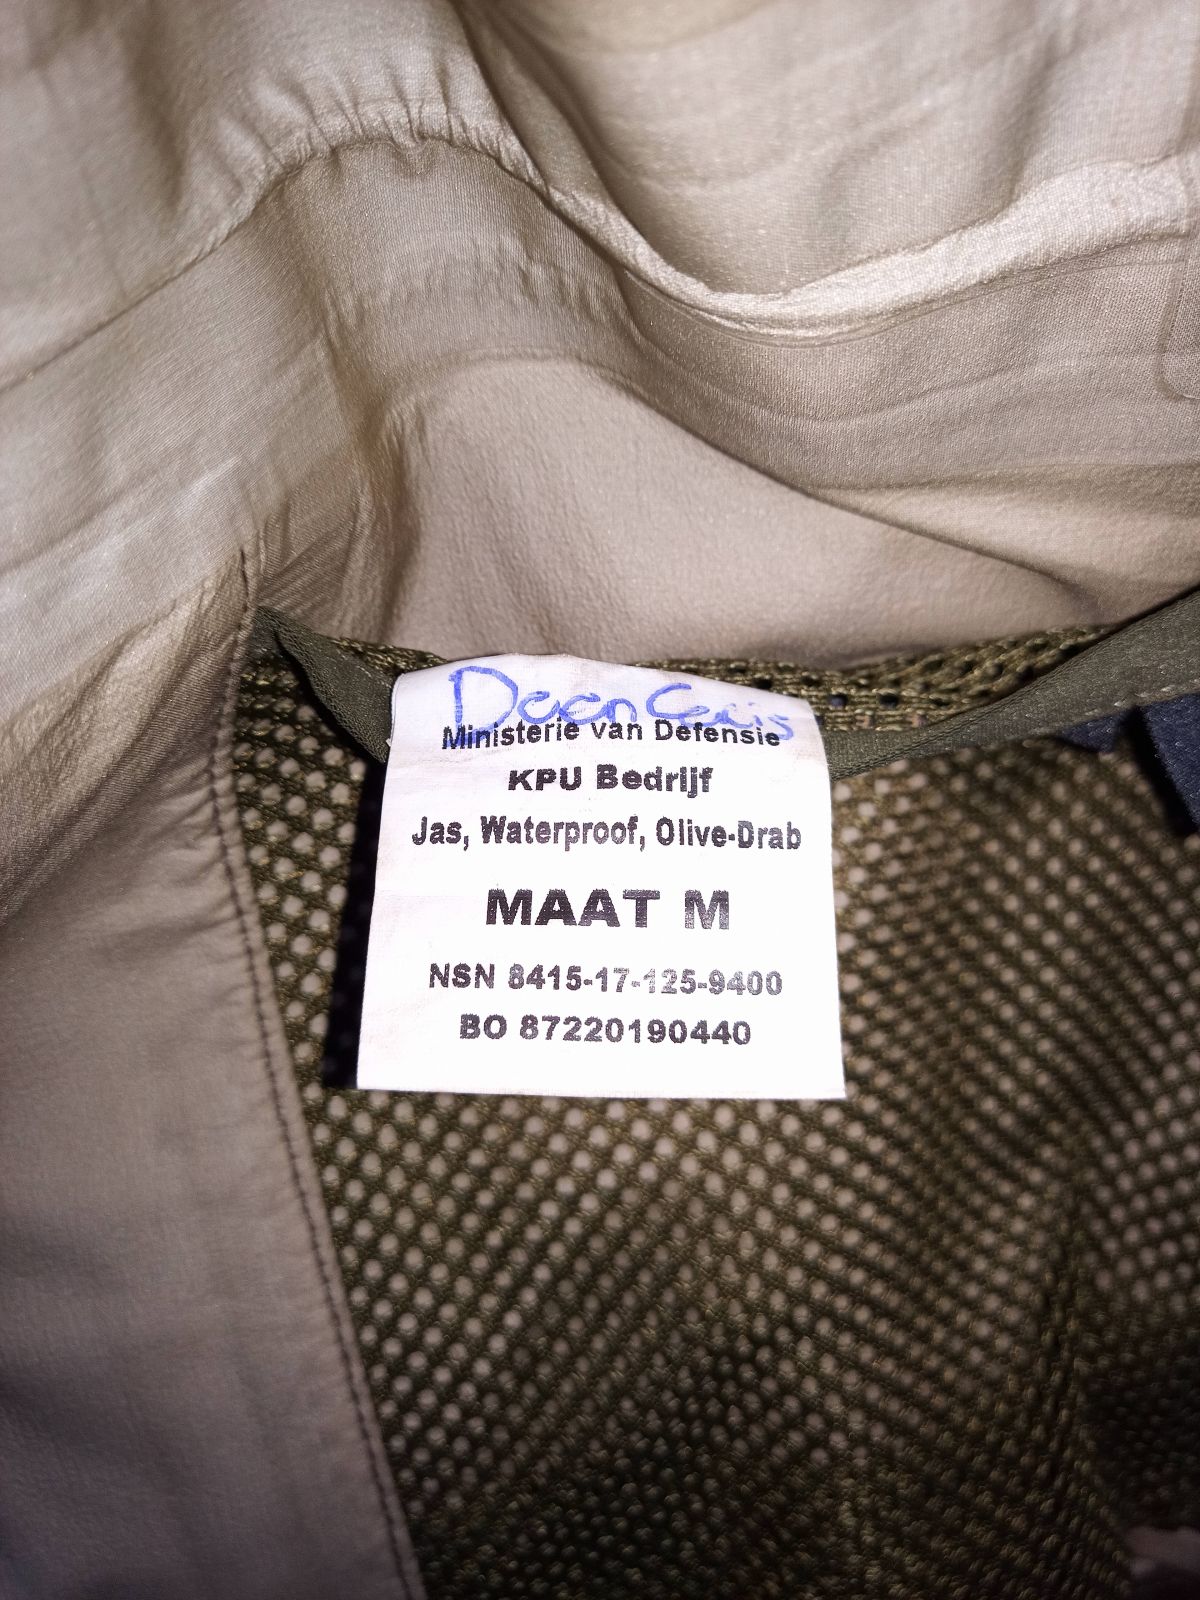 Ministerie van Defensie
KPU Bedrijf
Jas, Waterproof, Olive-Drab
MAAT M
NSN 8415-17-125-9400
BO 87220190440